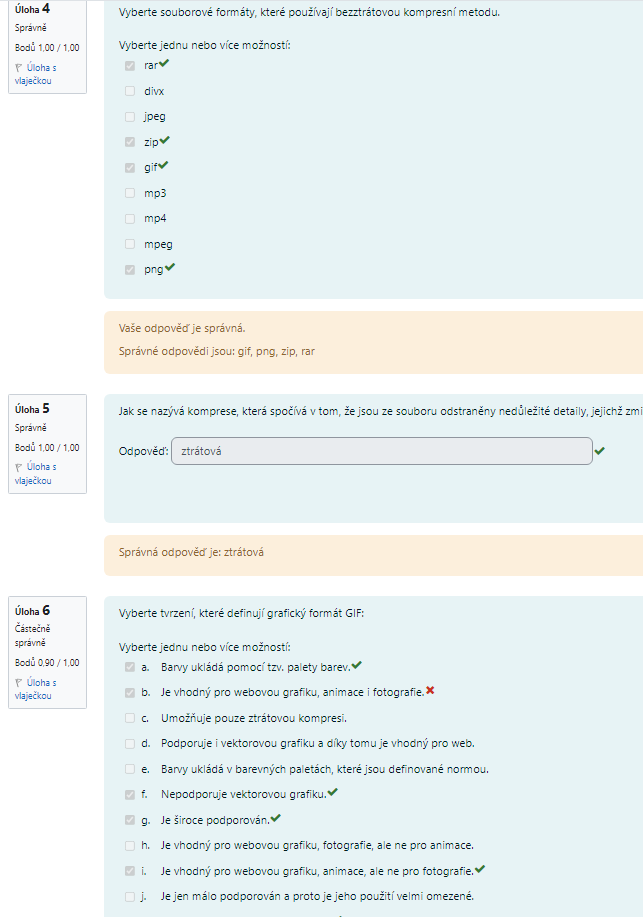 Úloha 4
Správně
Bodů 1,00 / 1,00
Úloha s
vlaječkou
Vyberte souborové formáty, které používají bezztrátovou kompresní metodu.
Vyberte jednu nebo více možností:
rar
divx
jpeg
zip
gif
mp3
mp4
mpeg
png
Vaše odpověď je správná.
Správné odpovědi jsou: gif, png, zip, rar
Úloha 5
Správně
Bodů 1,00 / 1,00
Úloha s
vlaječkou
Jak se nazývá komprese, která spočívá v tom, že jsou ze souboru odstraněny nedůležité detaily, jejichž zmi
Odpověď: ztrátová
Správná odpověď je: ztrátová
Úloha 6
Částečně
správně
Bodů 0,90 / 1,00
Úloha s
vlaječkou
Vyberte tvrzení, které definují grafický formát GIF:
Vyberte jednu nebo více možností:
a. Barvy ukládá pomocí tzv. palety barev.
b. Je vhodný pro webovou grafiku, animace i fotografie.
c. Umožňuje pouze ztrátovou kompresi.
d. Podporuje i vektorovou grafiku a díky tomu je vhodný pro web.
e. Barvy ukládá v barevných paletách, které jsou definované normou.
f. Nepodporuje vektorovou grafiku.
g. Je široce podporován.
h. Je vhodný pro webovou grafiku, fotografie, ale ne pro animace.
i. Je vhodný pro webovou grafiku, animace, ale ne pro fotografie.
j. Je jen málo podporován a proto je jeho použití velmi omezené.